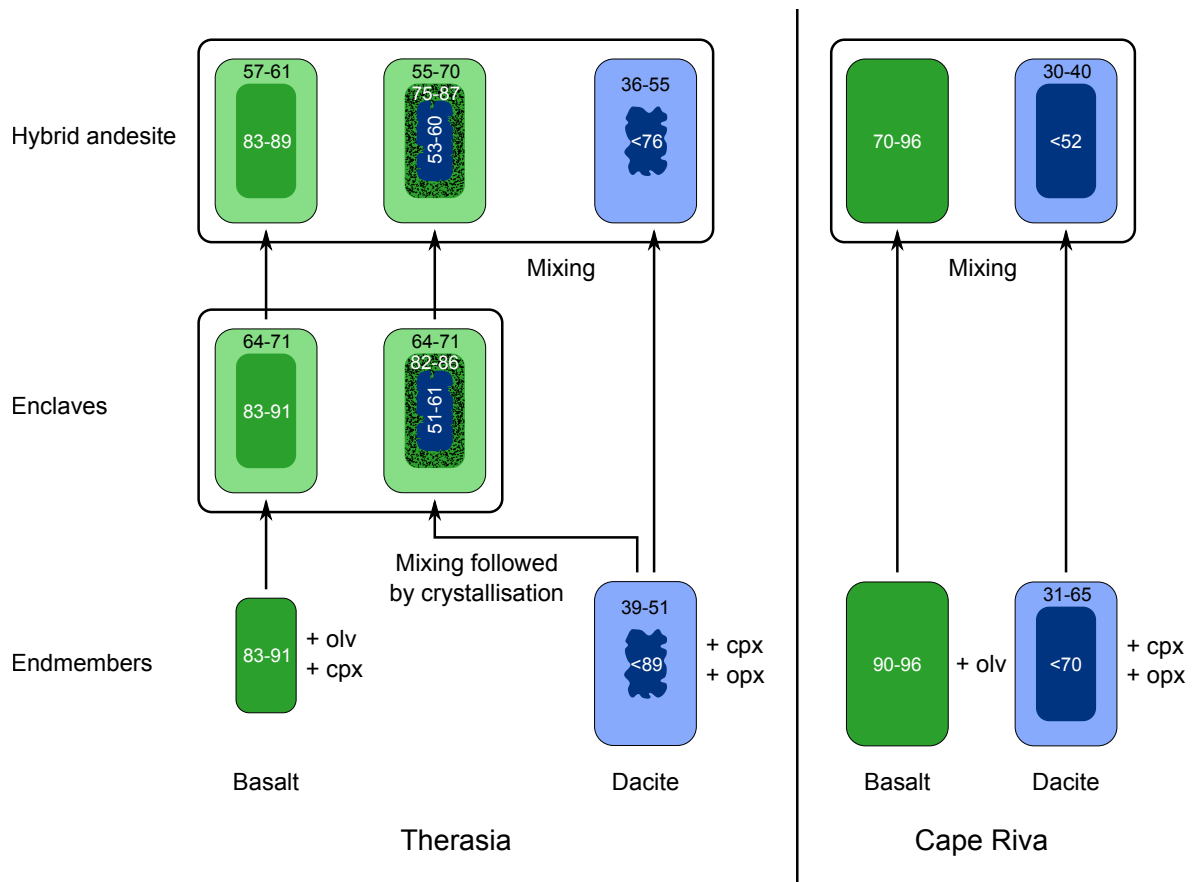 57-61
55-70
36-55
30-40
75-87
Hybrid andesite
83-89
53-60
<76
70-96
<52
Mixing
Mixing
64-71
64-71
82-86
Enclaves
83-91
51-61
Mixing followed
by crystallisation
39-51
31-65
Endmembers
83-91
+ olv
+ cpx
<89
+ cpx
+ opx
90-96
+ olv
<70
+ cpx
+ opx
Basalt
Dacite
Basalt
Dacite
Therasia
Cape Riva